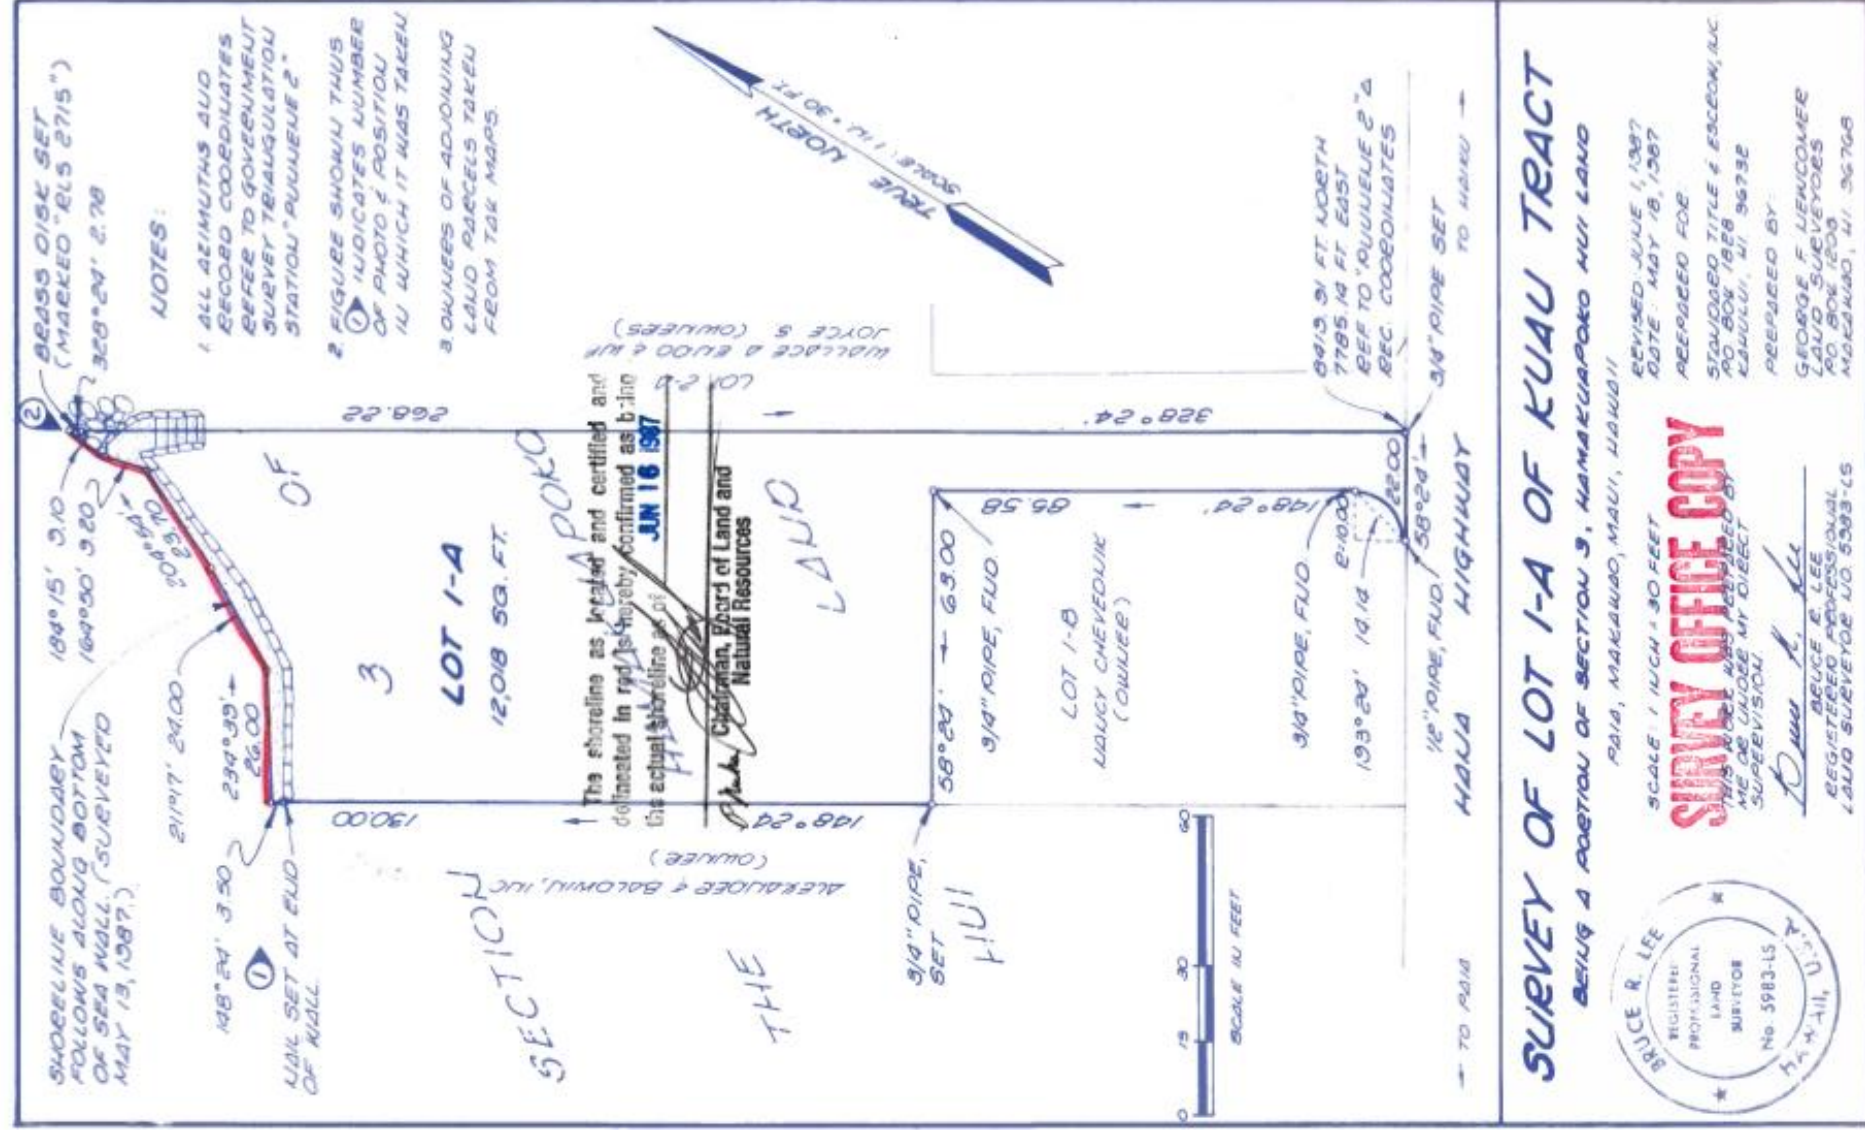 BRASS DISK SET
(MARKED "RLS 2715")
328°24' 2.78
NOTES:
1. ALL AZIMUTHS AND
RECORD COORDINATES
REFER TO GOVERNMENT
SURVEY TRIANGULATION
STATION "PUUNENE 2"
2. FIGURE SHOWN THUS
1 INDICATES NUMBER
OF PHOTO & POSITION
IN WHICH IT WAS TAKEN
3. OWNERS OF ADJOINING
LAND PARCELS TAKEN
FROM TAX MAPS.
TRUE NORTH
SCALE: 1 IN. = 30 FT.
2
184°15' 9.10
164°50' 9.20
204°54'
23.70
SHORELINE BOUNDARY
FOLLOWS ALONG BOTTOM
OF SEA WALL. (SURVEYED
MAY 13, 1987.)
211°17' 24.00
234°39'
26.00
148°24' 3.50
1
NAIL SET AT END
OF WALL.
268.22
328°24'
OF
3
LOT 1-A
12,018 SQ. FT.
SECTION
THE
HUI
LAND
The shoreline as located and certified and
delineated in red is hereby confirmed as being
the actual shoreline as of JUN 16 1987
Chairman, Board of Land and
Natural Resources
LOT 2-A
WALLACE A ENDO & WF
JOYCE S (OWNERS)
130.00
148°24'
ALEXANDER & BALDWIN, INC
(OWNER)
3/4" PIPE,
SET
58°24' 63.00
3/4" PIPE, FND.
85.58
148°24'
LOT 1-B
NANCY CHEVEDONIK
(OWNER)
3/4" PIPE, FND.
R=10.00
193°24' 14.14
1/2" PIPE, FND.
58°24'
22.00
8419.91 FT. NORTH
7785.14 FT. EAST
REF TO "PUUNENE 2" △
REC. COORDINATES
3/4" PIPE SET
TO HAIKU
HANA HIGHWAY
TO PAIA
0 15 30 60
SCALE IN FEET
SURVEY OF LOT 1-A OF KUAU TRACT
BEING A PORTION OF SECTION 3, HAMAKUAPOKO HUI LAND
PAIA, MAKAWAO, MAUI, HAWAII
SCALE: 1 INCH = 30 FEET
REVISED: JUNE 1, 1987
DATE: MAY 18, 1987
PREPARED FOR:
STANDARD TITLE & ESCROW, INC
PO. BOX 1828
KAHULUI, HI. 96732
PREPARED BY:
GEORGE F NEWCOMER
LAND SURVEYORS
PO. BOX 1208
MAKAWAO, HI. 96768
SURVEY OFFICE COPY
THIS WORK WAS PREPARED BY
ME OR UNDER MY DIRECT
SUPERVISION.
BRUCE R. LEE
REGISTERED PROFESSIONAL
LAND SURVEYOR NO. 5983-LS
BRUCE R. LEE
REGISTERED
PROFESSIONAL
LAND
SURVEYOR
No. 5983-LS
HAWAII, U.S.A.